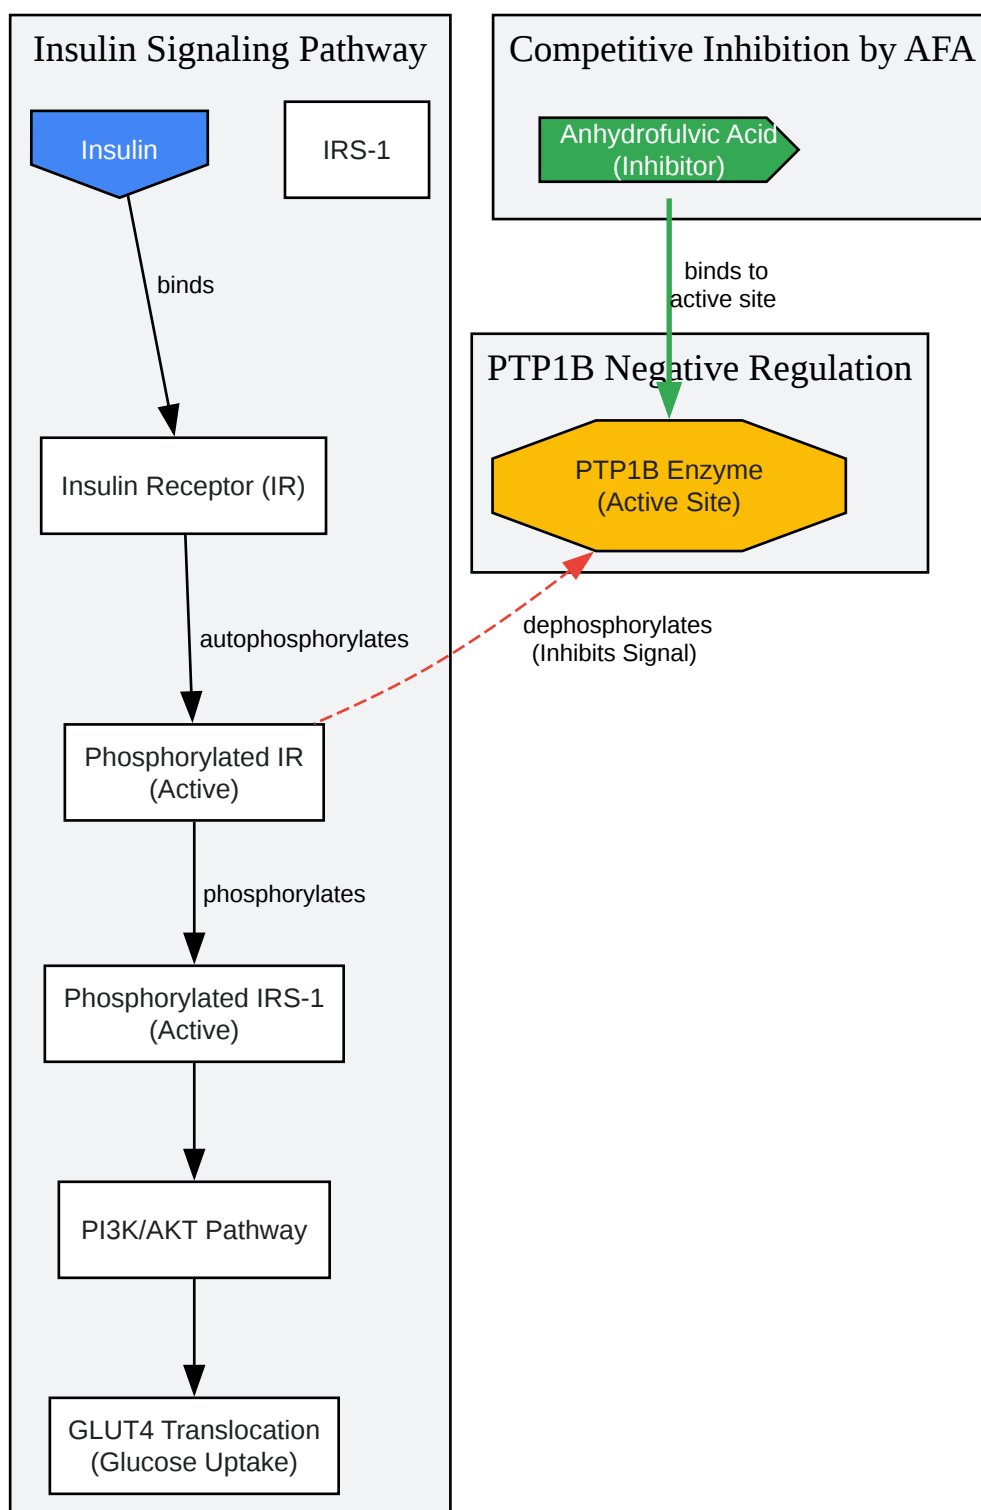 Insulin Signaling Pathway
Insulin
IRS-1
binds
Insulin Receptor (IR)
autophosphorylates
Phosphorylated IR
(Active)
phosphorylates
Phosphorylated IRS-1
(Active)
PI3K/AKT Pathway
GLUT4 Translocation
(Glucose Uptake)
Competitive Inhibition by AFA
Anhydrofulvic Acid
(Inhibitor)
binds to
active site
PTP1B Negative Regulation
PTP1B Enzyme
(Active Site)
dephosphorylates
(Inhibits Signal)